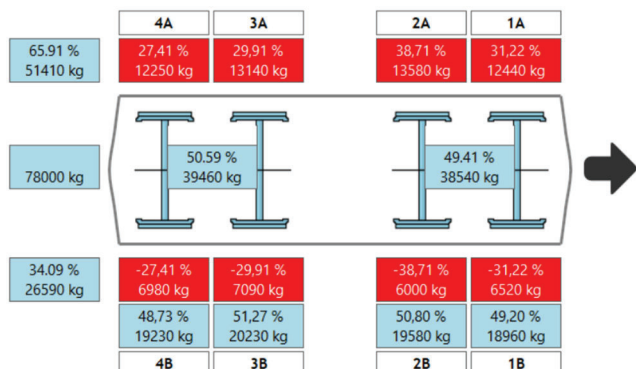 4A 3A 2A 1A
65.91 % 27,41 % 29,91 % 38,71 % 31,22 %
51410 kg 12250 kg 13140 kg 13580 kg 12440 kg
50.59 % 49.41 %
78000 kg 39460 kg 38540 kg
34.09 % -27,41 % -29,91 % -38,71 % -31,22 %
26590 kg 6980 kg 7090 kg 6000 kg 6520 kg
48,73 % 51,27 % 50,80 % 49,20 %
19230 kg 20230 kg 19580 kg 18960 kg
4B 3B 2B 1B